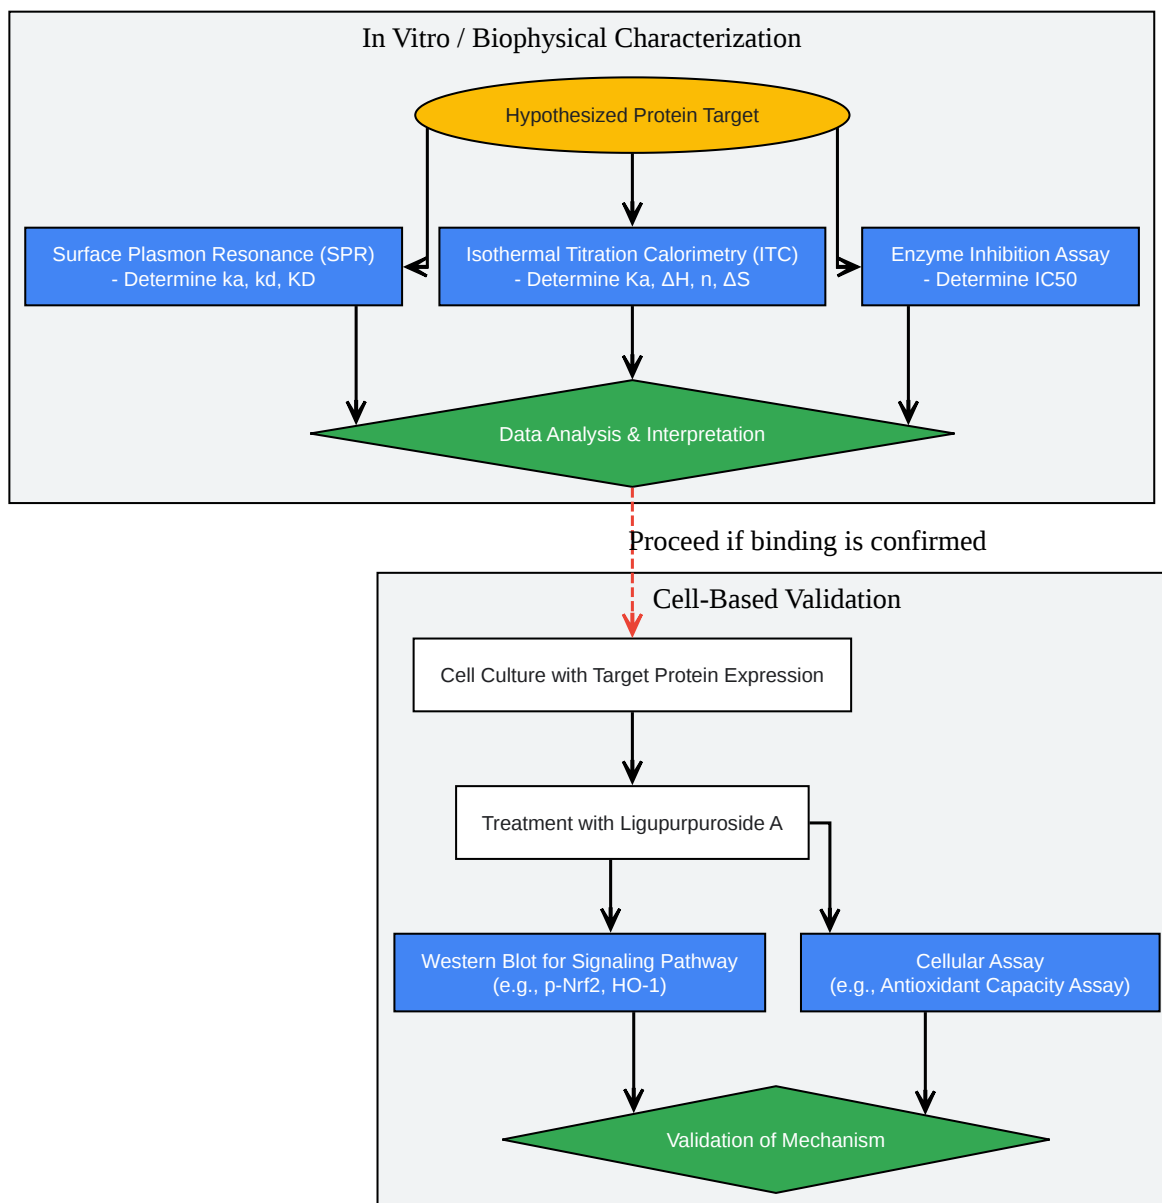 In Vitro / Biophysical Characterization
Hypothesized Protein Target
Surface Plasmon Resonance (SPR)
- Determine ka, kd, KD
Isothermal Titration Calorimetry (ITC)
- Determine Ka, ΔH, n, ΔS
Enzyme Inhibition Assay
- Determine IC50
Data Analysis & Interpretation
Proceed if binding is confirmed
Cell-Based Validation
Cell Culture with Target Protein Expression
Treatment with Ligupurpuroside A
Western Blot for Signaling Pathway
(e.g., p-Nrf2, HO-1)
Cellular Assay
(e.g., Antioxidant Capacity Assay)
Validation of Mechanism